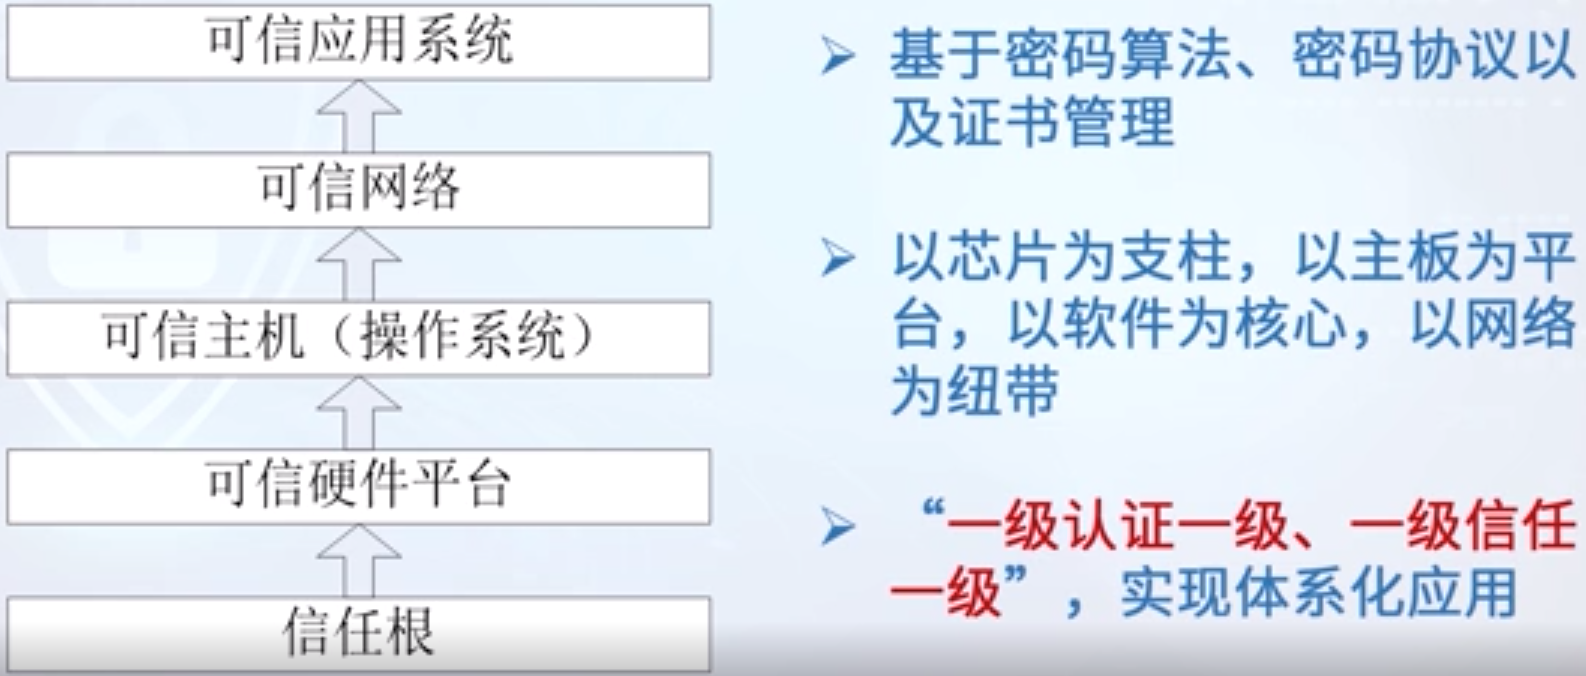 可信应用系统
可信网络
可信主机（操作系统）
可信硬件平台
信任根
➢ 基于密码算法、密码协议以
及证书管理
➢ 以芯片为支柱，以主板为平
台，以软件为核心，以网络
为纽带
➢ “一级认证一级、一级信任
一级”，实现体系化应用